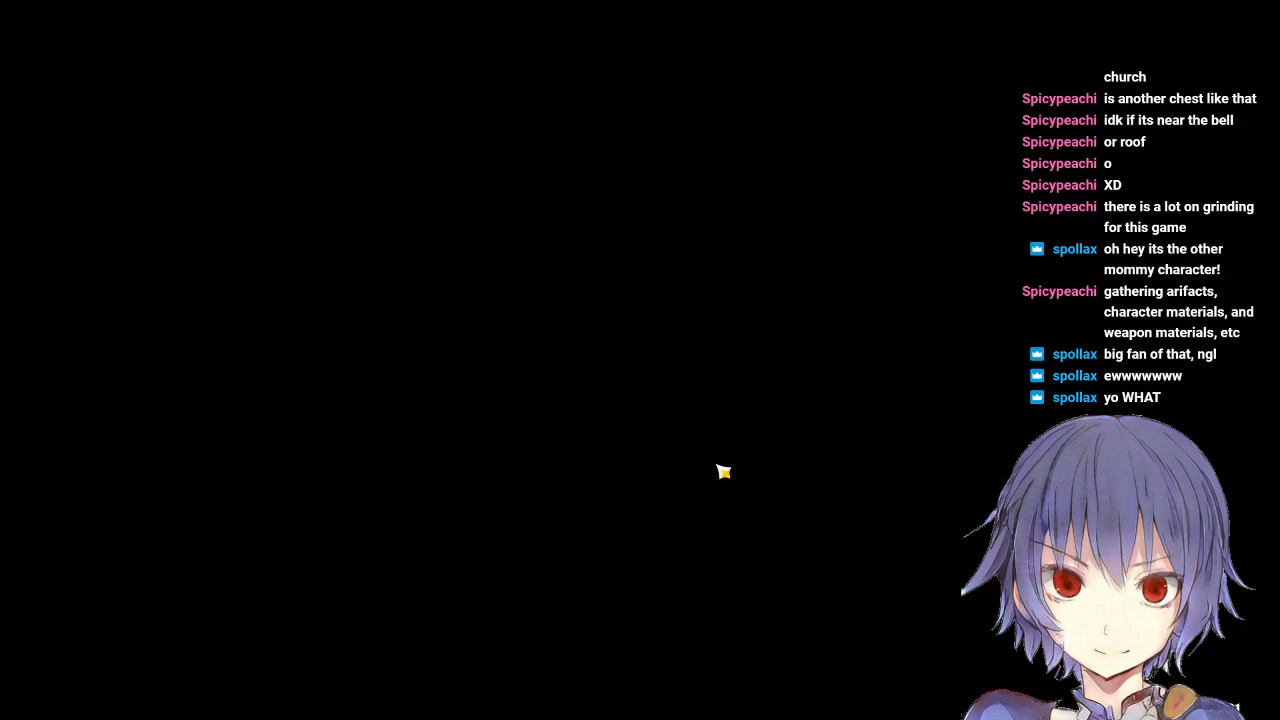 church
Spicypeachi is another chest like that
Spicypeachi idk if its near the bell
Spicypeachi or roof
Spicypeachi o
Spicypeachi XD
Spicypeachi there is a lot on grinding
for this game
spollax oh hey its the other
mommy character!
Spicypeachi gathering arifacts,
character materials, and
weapon materials, etc
spollax big fan of that, ngl
spollax ewwwwwww
spollax yo WHAT